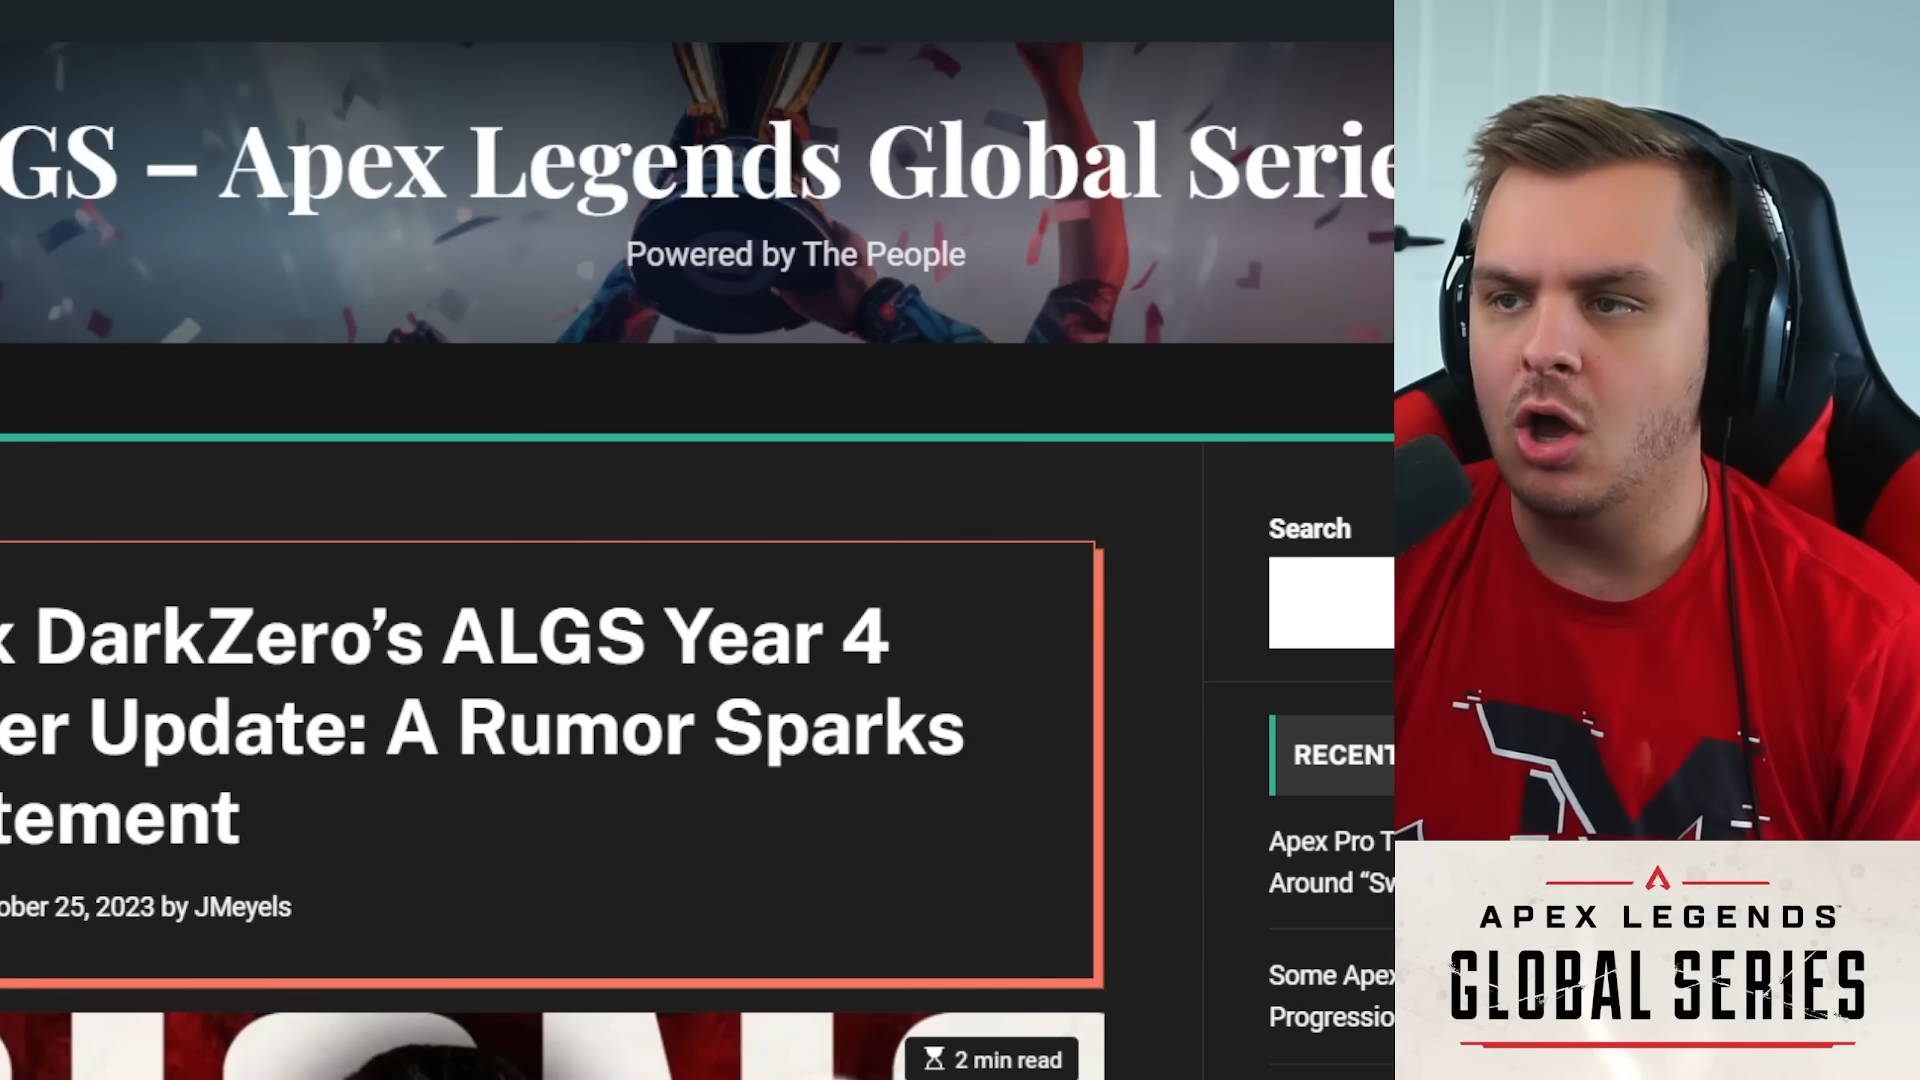 GS – Apex Legends Global Serie
Powered by The People
DarkZero’s ALGS Year 4
er Update: A Rumor Sparks
tement
ober 25, 2023 by JMeyels
2 min read
Search
RECENT
Apex Pro T
Around “Sw
Some Apex
Progressio
APEX LEGENDS
GLOBAL SERIES